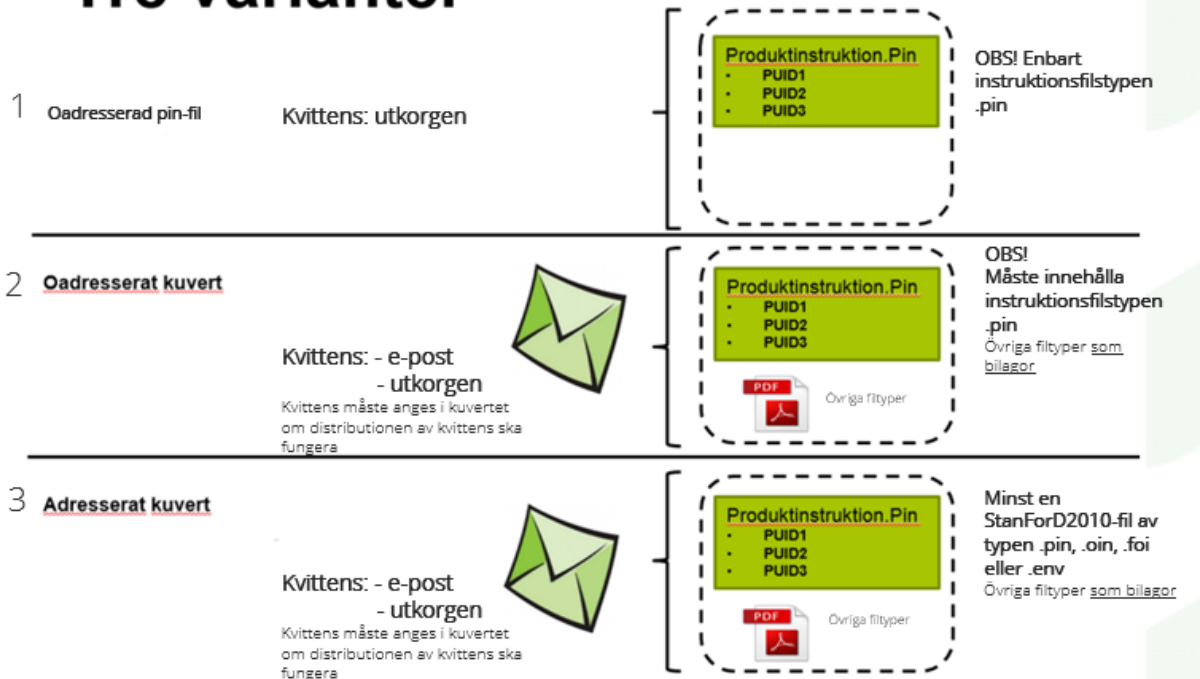 Tre varianter
1
Oadresserad pin-fil
Kvittens: utkorgen
Produktinstruktion.Pin
• PUID1
• PUID2
• PUID3
OBS! Enbart
instruktionsfilstypen
.pin
2
Oadresserat kuvert
Kvittens: - e-post
- utkorgen
Kvittens måste anges i kuvertet
om distributionen av kvittens ska
fungera
Produktinstruktion.Pin
• PUID1
• PUID2
• PUID3
PDF
Övriga filtyper
OBS!
Måste innehålla
instruktionsfilstypen
.pin
Övriga filtyper som
bilagor
3
Adresserat kuvert
Kvittens: - e-post
- utkorgen
Kvittens måste anges i kuvertet
om distributionen av kvittens ska
fungera
Produktinstruktion.Pin
• PUID1
• PUID2
• PUID3
PDF
Övriga filtyper
Minst en
StanForD2010-fil av
typen .pin, .oin, .foi
eller .env
Övriga filtyper som bilagor